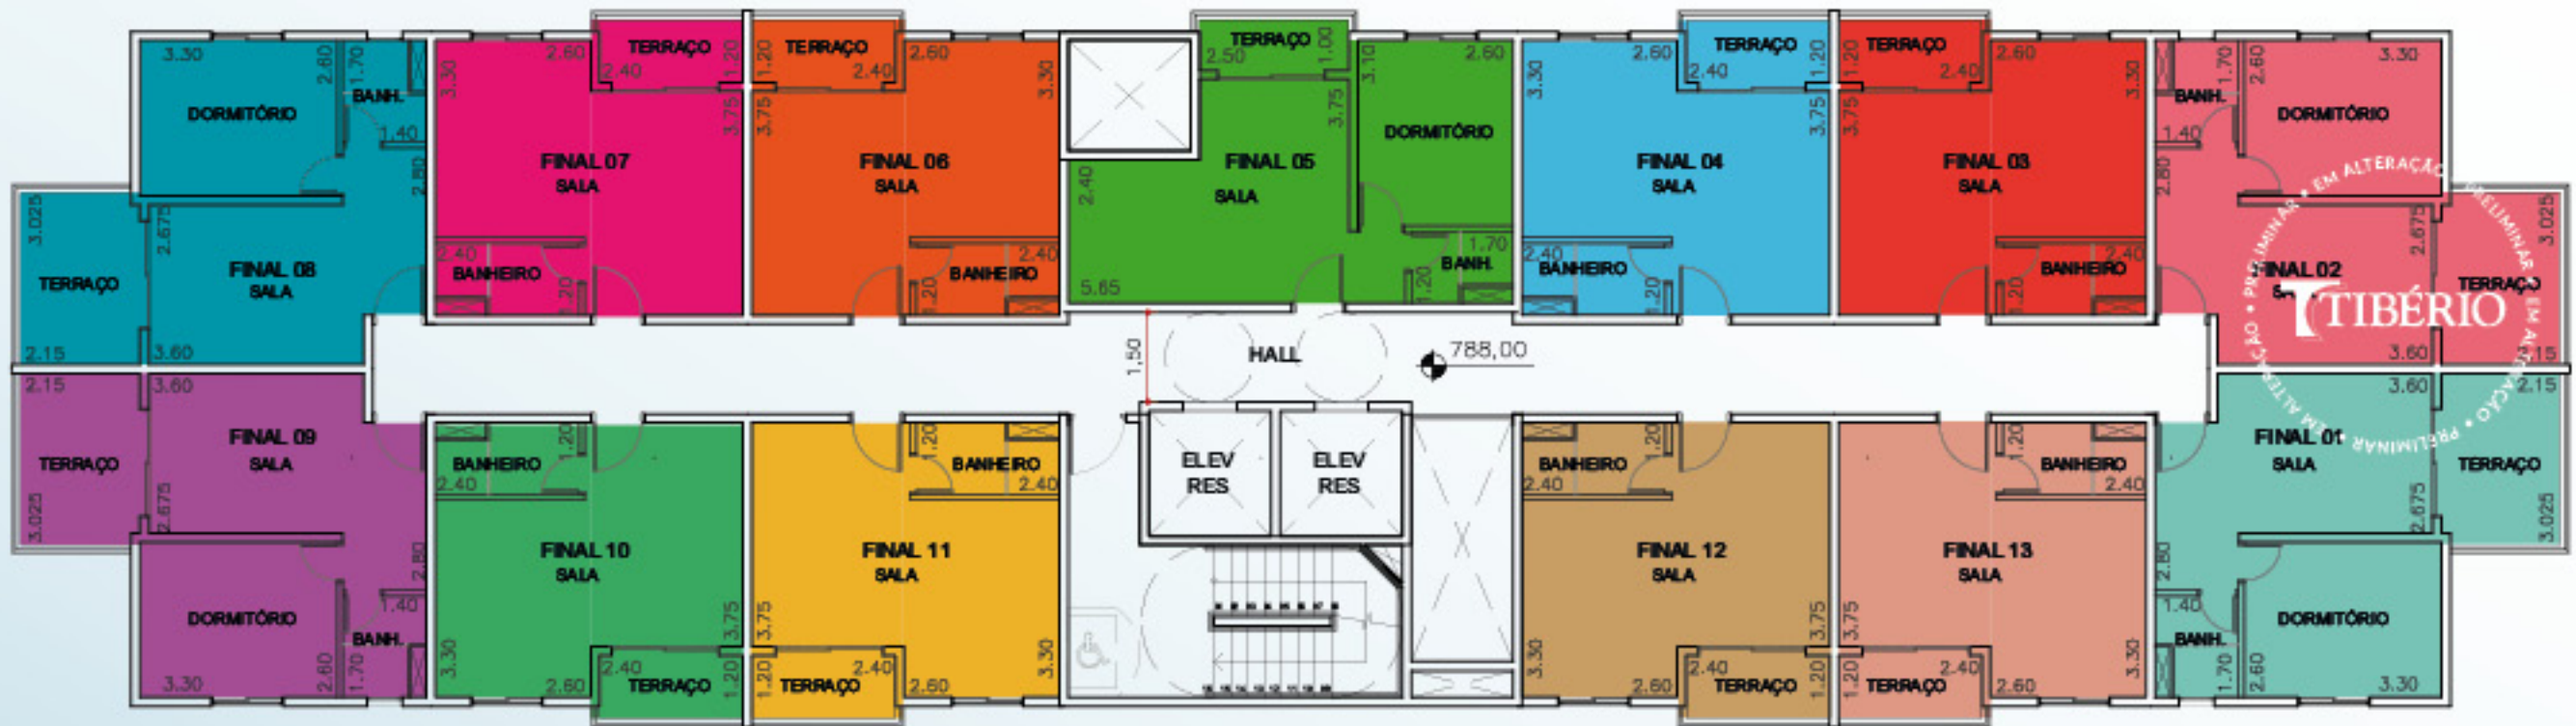 TERRAÇO
2.40
1.20
TERRAÇO
2.40
1.20
TERRAÇO
2.50
1.00
TERRAÇO
2.40
1.20
TERRAÇO
2.40
1.20
3.30
2.60
DORMITÓRIO
1.70
BANH.
1.40
2.80
3.30
2.60
3.75
FINAL 07
SALA
2.40
BANHEIRO
1.20
2.60
3.30
3.75
FINAL 06
SALA
2.40
BANHEIRO
1.20
3.75
FINAL 05
SALA
2.40
5.65
3.10
2.60
DORMITÓRIO
1.70
BANH.
1.20
3.30
2.60
3.75
FINAL 04
SALA
2.40
BANHEIRO
1.20
2.60
3.30
3.75
FINAL 03
SALA
2.40
BANHEIRO
1.20
1.70
BANH.
1.40
2.80
2.60
3.30
DORMITÓRIO
3.025
TERRAÇO
2.15
2.675
FINAL 08
SALA
3.60
2.675
FINAL 02
3.60
3.025
TERRAÇO
2.15
EM ALTERAÇÃO • PRELIMINAR • EM ALTERAÇÃO • PRELIMINAR • EM ALTERAÇÃO • PRELIMINAR •
TIBÉRIO
1,50
HALL
788,00
2.15
TERRAÇO
3.025
3.60
FINAL 09
SALA
2.675
DORMITÓRIO
3.30
2.60
2.80
1.40
BANH.
1.70
BANHEIRO
2.40
1.20
FINAL 10
SALA
3.30
2.60
3.75
2.40
TERRAÇO
1.20
1.20
BANHEIRO
2.40
FINAL 11
SALA
3.75
3.30
2.60
2.40
TERRAÇO
1.20
ELEV
RES
ELEV
RES
BANHEIRO
2.40
1.20
FINAL 12
SALA
3.30
2.60
3.75
2.40
TERRAÇO
1.20
1.20
BANHEIRO
2.40
FINAL 13
SALA
3.75
3.30
2.60
2.40
TERRAÇO
1.20
3.60
FINAL 01
SALA
2.675
2.15
TERRAÇO
3.025
2.80
1.40
BANH.
1.70
2.60
DORMITÓRIO
3.30